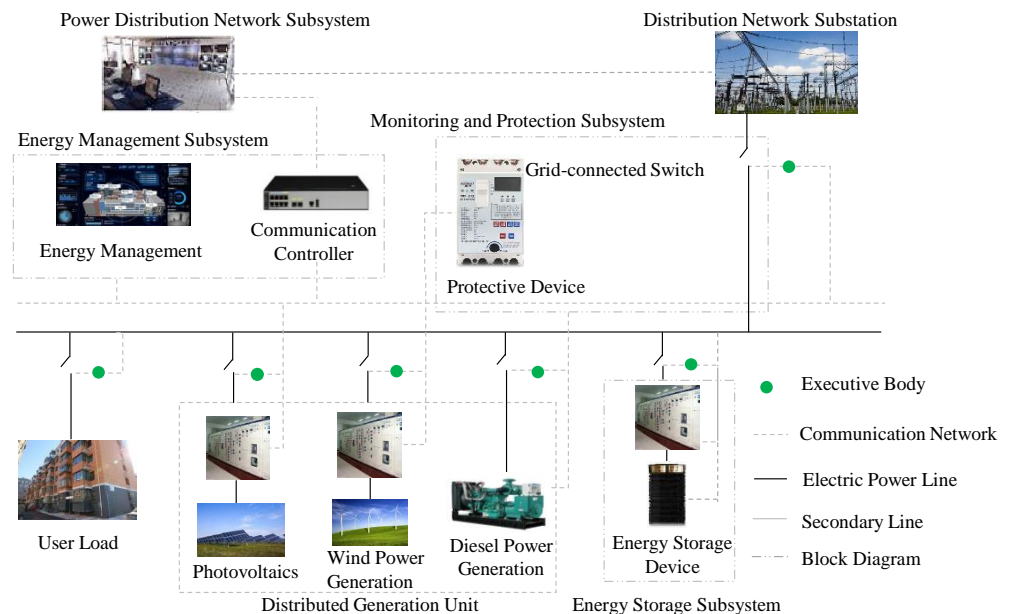 Power Distribution Network Subsystem
Distribution Network Substation
Monitoring and Protection Subsystem
Energy Management Subsystem
Grid-connected Switch
Energy Management
Communication
Controller
Protective Device
Executive Body
Communication Network
Electric Power Line
Secondary Line
Block Diagram
User Load
Photovoltaics
Wind Power
Generation
Diesel Power
Generation
Energy Storage
Device
Distributed Generation Unit
Energy Storage Subsystem